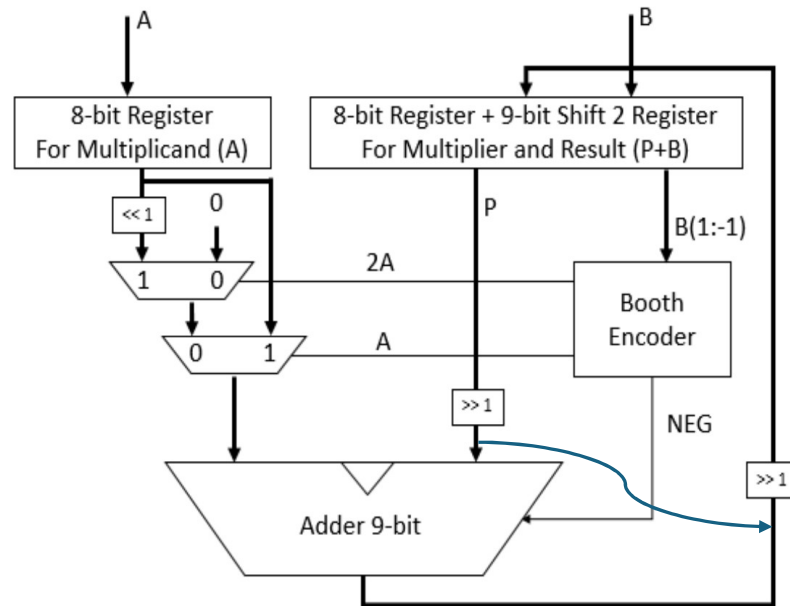 A
B
8-bit Register
For Multiplicand (A)
8-bit Register + 9-bit Shift 2 Register
For Multiplier and Result (P+B)
<< 1
0
P
B(1:-1)
1 0
2A
Booth
Encoder
0 1
A
>> 1
NEG
>> 1
Adder 9-bit